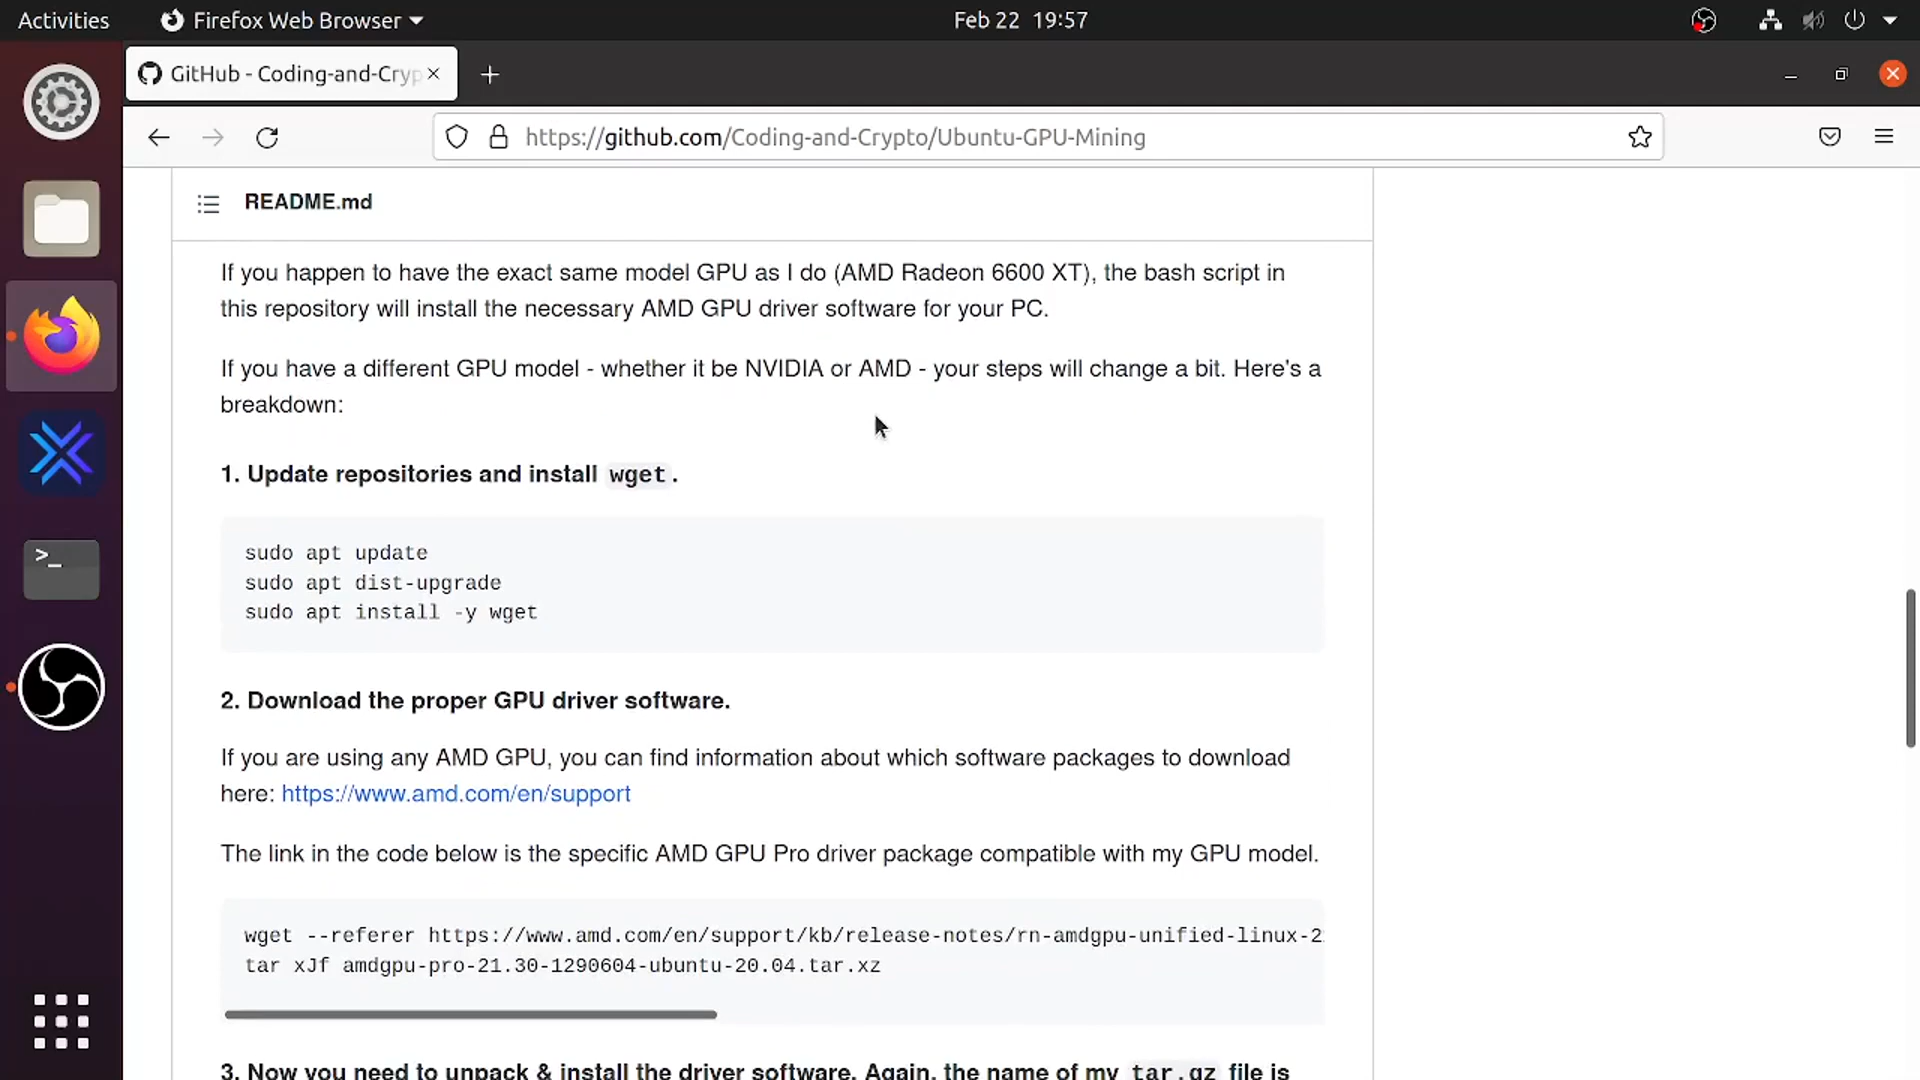 Activities
Firefox Web Browser
Feb 22 19:57
GitHub - Coding-and-Cryp
https://github.com/Coding-and-Crypto/Ubuntu-GPU-Mining
README.md
If you happen to have the exact same model GPU as I do (AMD Radeon 6600 XT), the bash script in
this repository will install the necessary AMD GPU driver software for your PC.
If you have a different GPU model - whether it be NVIDIA or AMD - your steps will change a bit. Here's a
breakdown:
1. Update repositories and install wget.
sudo apt update
sudo apt dist-upgrade
sudo apt install -y wget
2. Download the proper GPU driver software.
If you are using any AMD GPU, you can find information about which software packages to download
here: https://www.amd.com/en/support
The link in the code below is the specific AMD GPU Pro driver package compatible with my GPU model.
wget --referer https://www.amd.com/en/support/kb/release-notes/rn-amdgpu-unified-linux-2
tar xJf amdgpu-pro-21.30-1290604-ubuntu-20.04.tar.xz
3. Now you need to unpack & install the driver software. Again, the name of my tar.gz file is